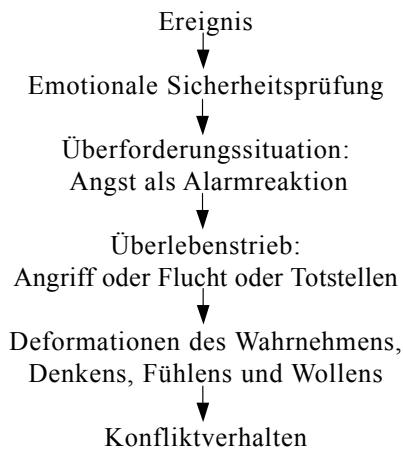 Ereignis
Emotionale Sicherheitsprüfung
Überforderungssituation:
Angst als Alarmreaktion
Überlebenstrieb:
Angriff oder Flucht oder Totstellen
Deformationen des Wahrnehmens,
Denkens, Fühlens und Wollens
Konfliktverhalten